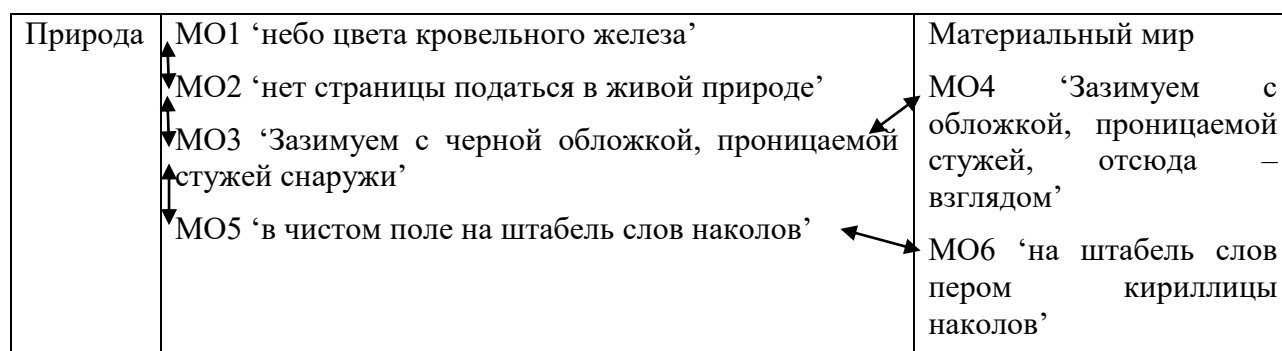 Природа
МО1 ‘небо цвета кровельного железа’
МО2 ‘нет страницы податься в живой природе’
МО3 ‘Зазимуем с черной обложкой, проницаемой
стужей снаружи’
МО5 ‘в чистом поле на штабель слов наколов’
Материальный мир
МО4 ‘Зазимуем с
обложкой, проницаемой
стужей, отсюда –
взглядом’
МО6 ‘на штабель слов
пером кириллицы
наколов’